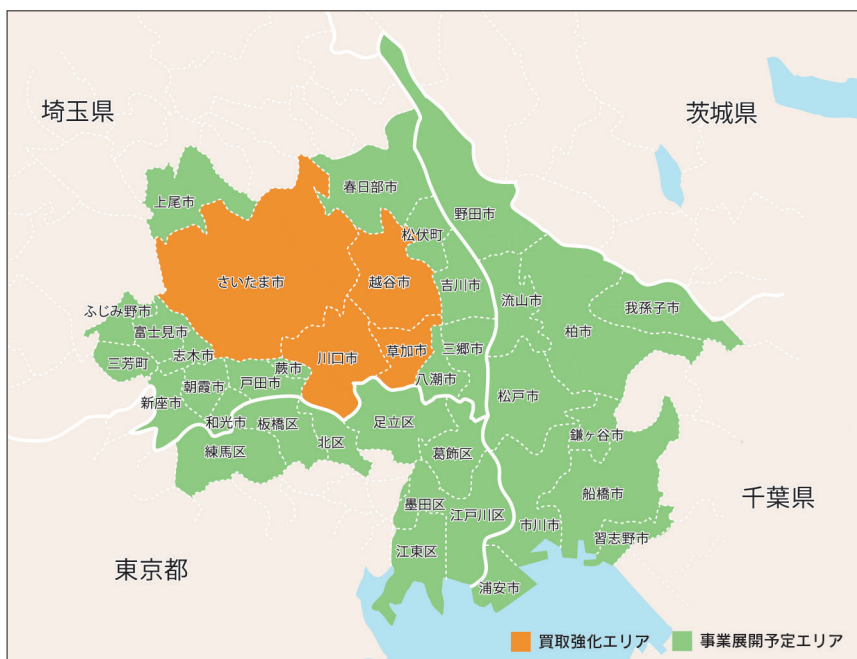 埼玉県
茨城県
上尾市
春日部市
野田市
松伏町
さいたま市
越谷市
吉川市
流山市
我孫子市
ふじみ野市
富士見市
柏市
三芳町
志木市
川口市
草加市
三郷市
蕨市
朝霞市
戸田市
八潮市
新座市
松戸市
和光市
板橋区
足立区
北区
鎌ヶ谷市
練馬区
葛飾区
船橋市
千葉県
墨田区
江戸川区
市川市
習志野市
江東区
東京都
浦安市
買取強化エリア
事業展開予定エリア